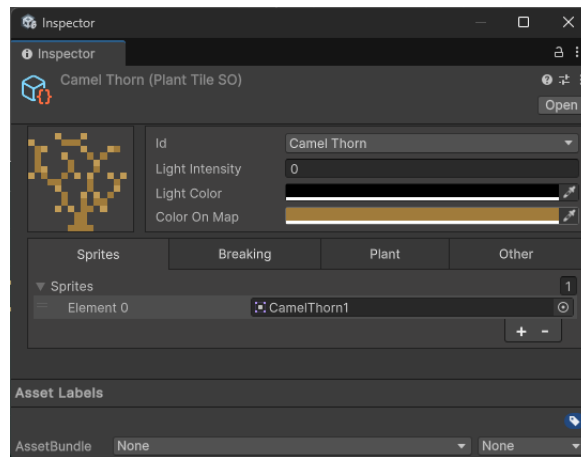 Inspector
Inspector
Camel Thorn (Plant Tile SO)
Open
Id Camel Thorn
Light Intensity 0
Light Color
Color On Map
Sprites Breaking Plant Other
Sprites 1
Element 0 CamelThorn1
+ -
Asset Labels
AssetBundle None None